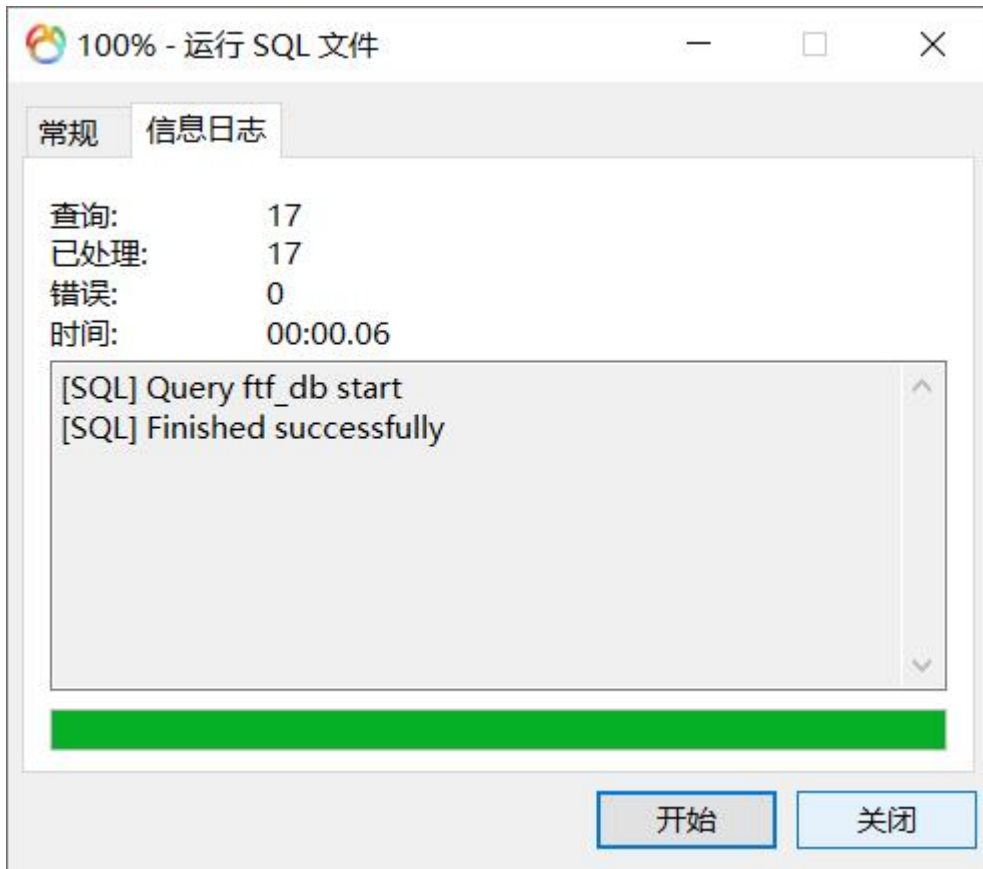 100% - 运行 SQL 文件
常规 信息日志
查询: 17
已处理: 17
错误: 0
时间: 00:00.06
[SQL] Query ftf_db start
[SQL] Finished successfully
开始 关闭